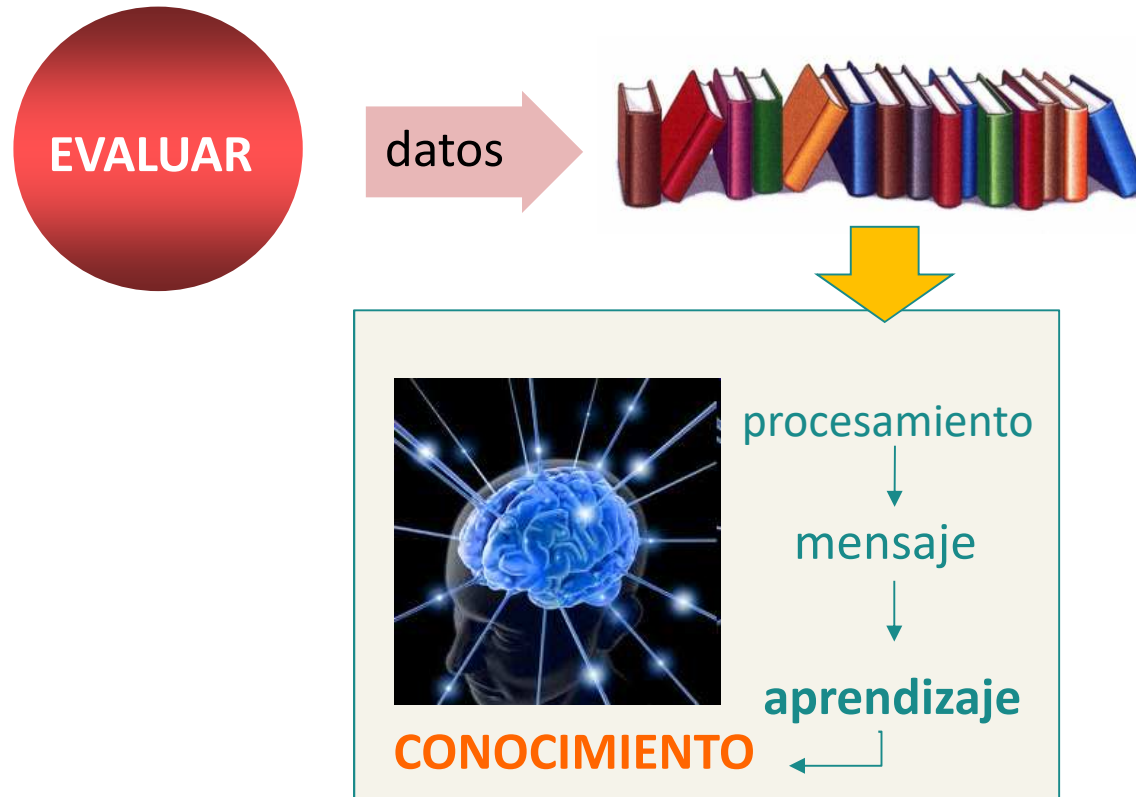 EVALUAR
datos
procesamiento
mensaje
aprendizaje
CONOCIMIENTO